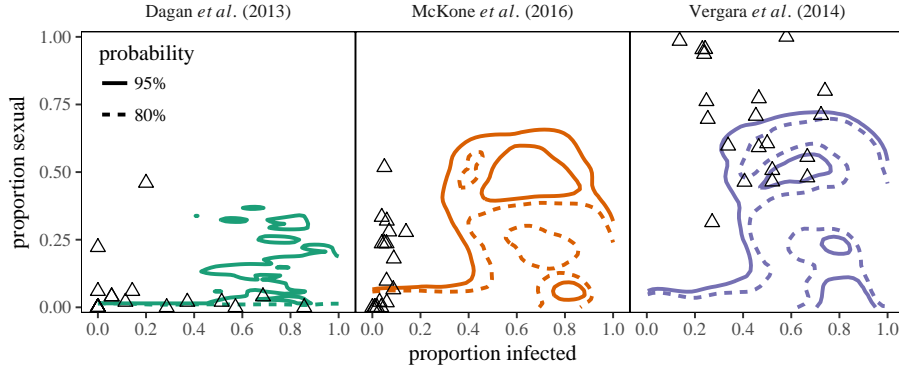 Dagan et al. (2013) McKone et al. (2016) Vergara et al. (2014)
probability
95%
80%
proportion sexual
1.00
0.75
0.50
0.25
0.00
0.0 0.2 0.4 0.6 0.8 1.0 0.0 0.2 0.4 0.6 0.8 1.0 0.0 0.2 0.4 0.6 0.8 1.0
proportion infected